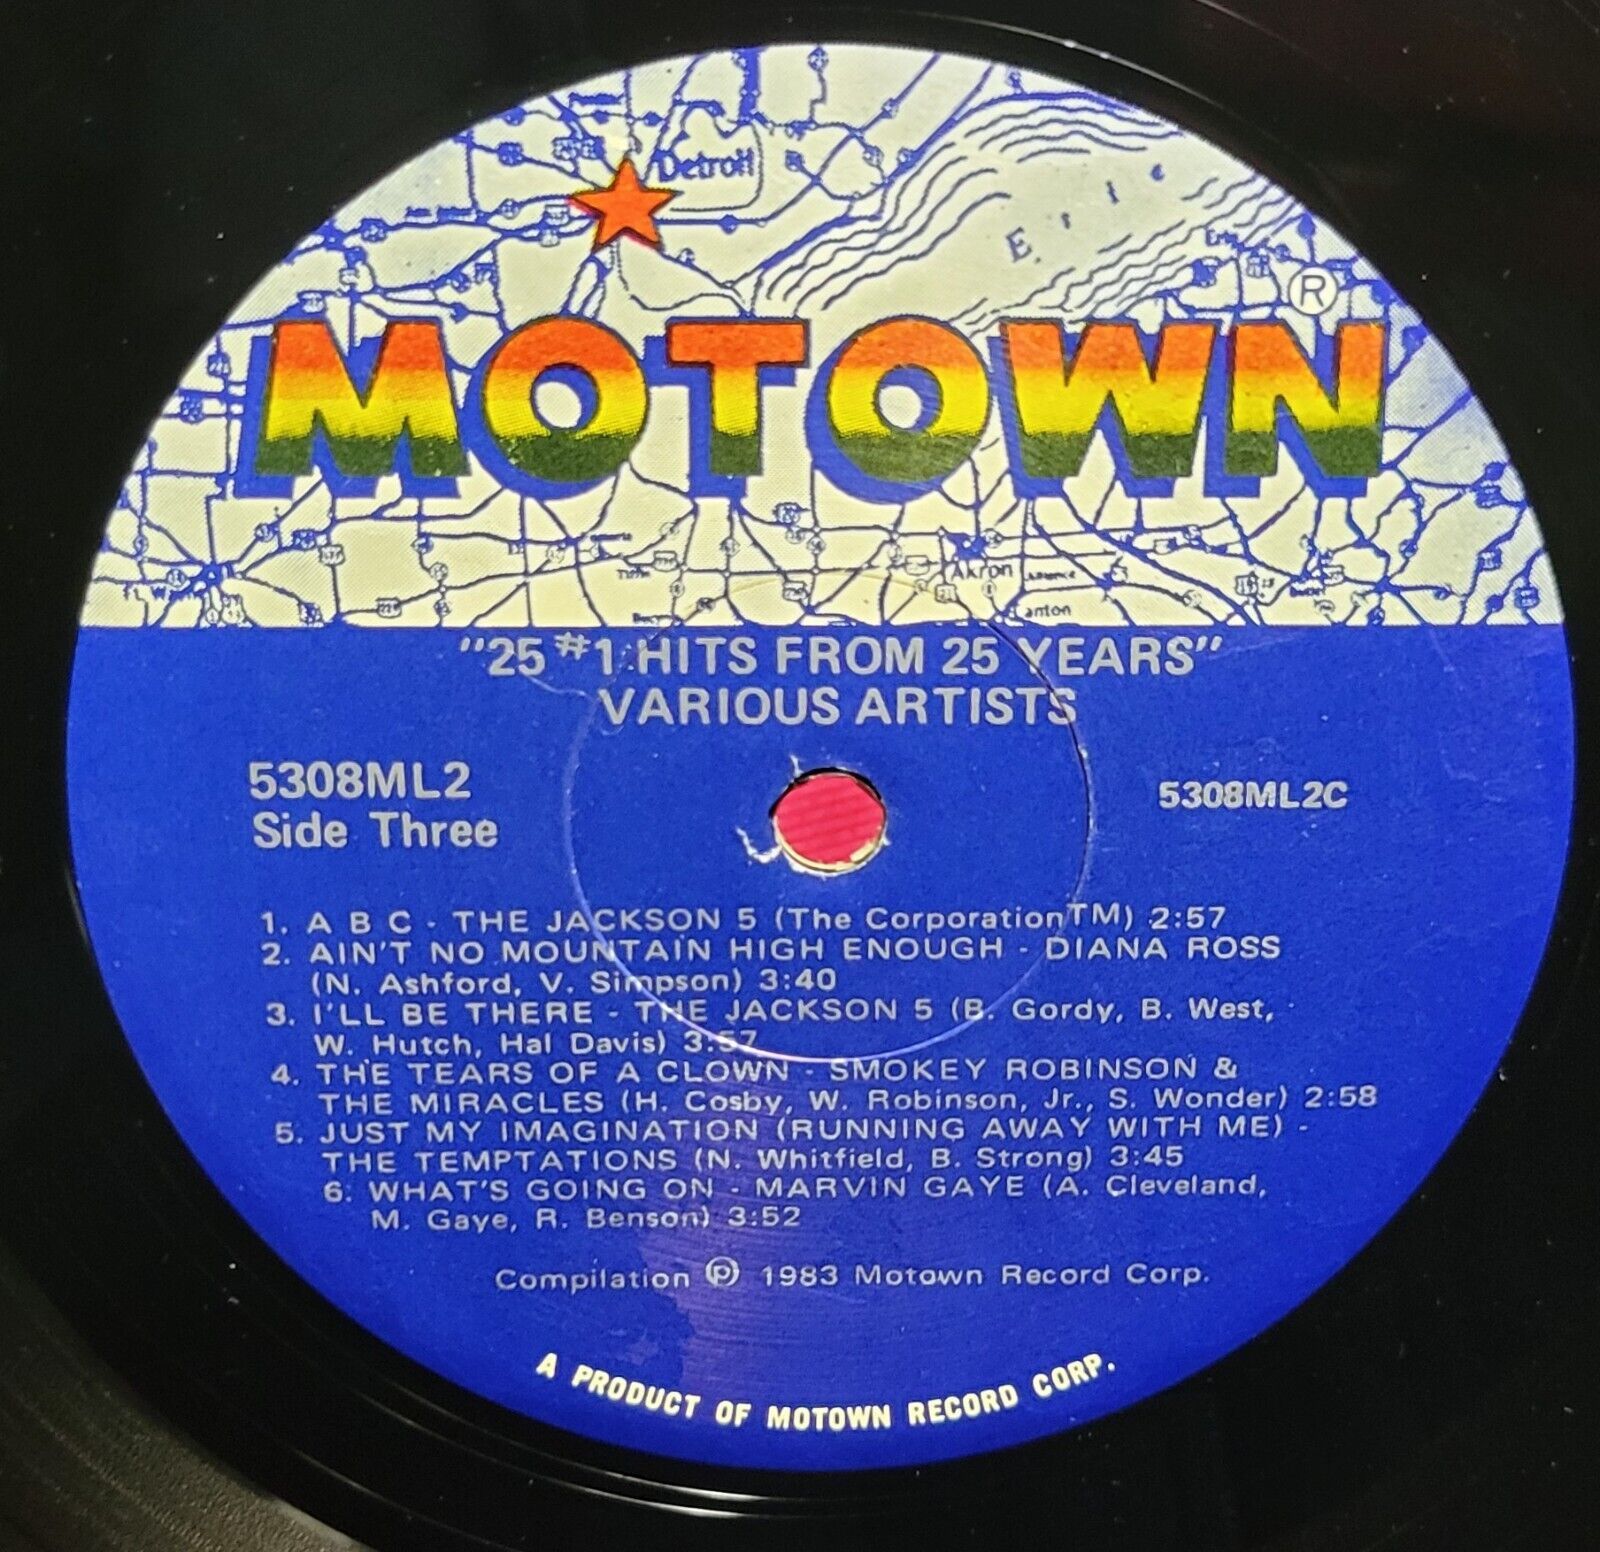 Detroit
Erie
Erie
®
MOTOWN
Akron
Ft. Wayne
"25 #1 HITS FROM 25 YEARS"
VARIOUS ARTISTS
5308ML2
5308ML2C
Side Three
1. A B C - THE JACKSON 5 (The Corporation TM) 2:57
2. AIN'T NO MOUNTAIN HIGH ENOUGH - DIANA ROSS
(N. Ashford, V. Simpson) 3:40
3. I'LL BE THERE - THE JACKSON 5 (B. Gordy, B. West,
W. Hutch, Hal Davis) 3:57
4. THE TEARS OF A CLOWN - SMOKEY ROBINSON &
THE MIRACLES (H. Cosby, W. Robinson, Jr., S. Wonder) 2:58
5. JUST MY IMAGINATION (RUNNING AWAY WITH ME) -
THE TEMPTATIONS (N. Whitfield, B. Strong) 3:45
6. WHAT'S GOING ON - MARVIN GAYE (A. Cleveland,
M. Gaye, R. Benson) 3:52
Compilation ℗ 1983 Motown Record Corp.
A PRODUCT OF MOTOWN RECORD CORP.